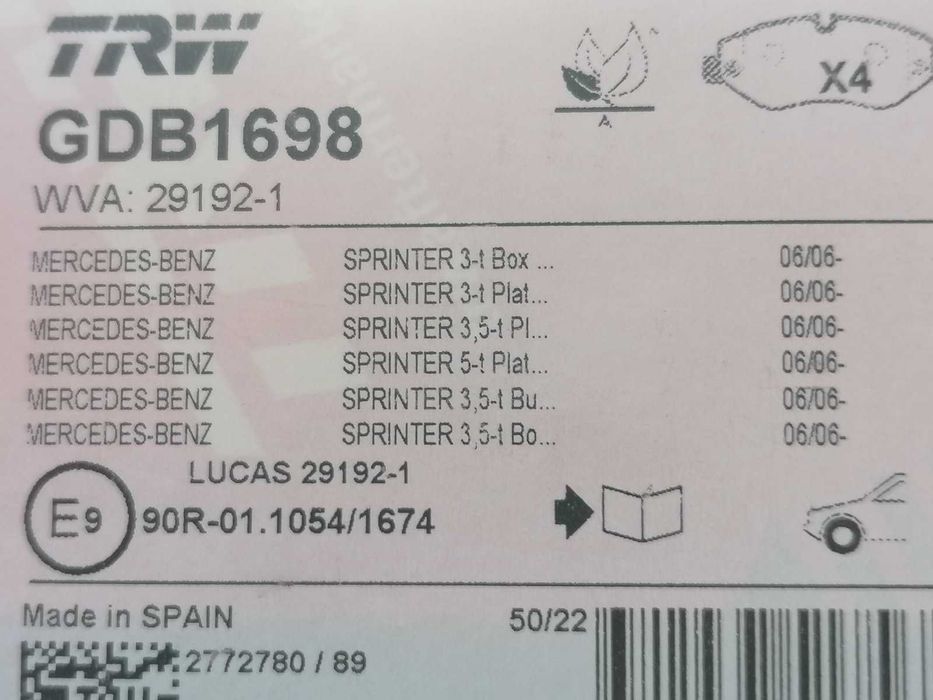 TRW
X4
A
GDB1698
WVA: 29192-1
MERCEDES-BENZ SPRINTER 3-t Box ... 06/06-
MERCEDES-BENZ SPRINTER 3-t Plat... 06/06-
MERCEDES-BENZ SPRINTER 3,5-t Pl... 06/06-
MERCEDES-BENZ SPRINTER 5-t Plat... 06/06-
MERCEDES-BENZ SPRINTER 3,5-t Bu... 06/06-
MERCEDES-BENZ SPRINTER 3,5-t Bo... 06/06-
LUCAS 29192-1
E9 90R-01.1054/1674
Made in SPAIN 50/22
2772780 / 89
TRW